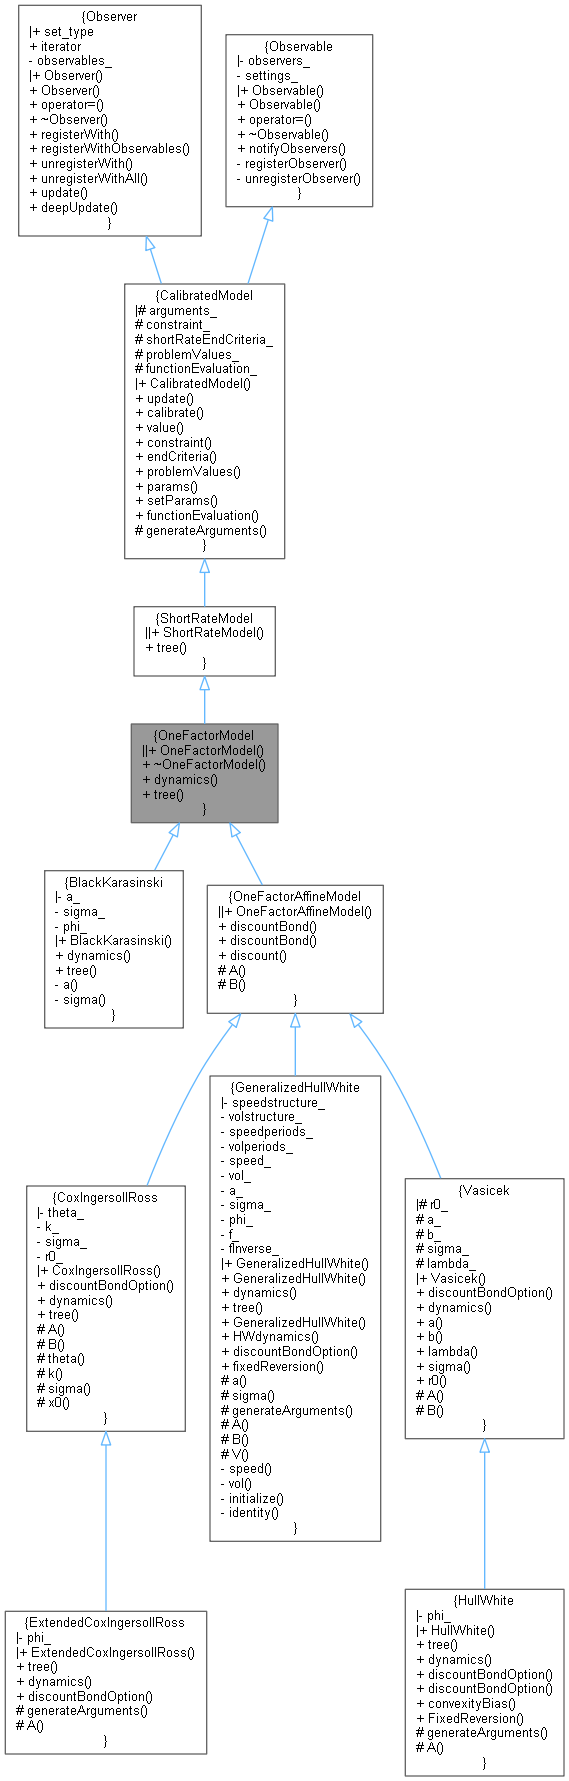 {Observer
|+ set_type
+ iterator
- observables_
|+ Observer()
+ Observer()
+ operator=()
+ ~Observer()
+ registerWith()
+ registerWithObservables()
+ unregisterWith()
+ unregisterWithAll()
+ update()
+ deepUpdate()
}
{Observable
|- observers_
- settings_
|+ Observable()
+ Observable()
+ operator=()
+ ~Observable()
+ notifyObservers()
- registerObserver()
- unregisterObserver()
}
{CalibratedModel
|# arguments_
# constraint_
# shortRateEndCriteria_
# problemValues_
# functionEvaluation_
|+ CalibratedModel()
+ update()
+ calibrate()
+ value()
+ constraint()
+ endCriteria()
+ problemValues()
+ params()
+ setParams()
+ functionEvaluation()
# generateArguments()
}
{ShortRateModel
||+ ShortRateModel()
+ tree()
}
{OneFactorModel
||+ OneFactorModel()
+ ~OneFactorModel()
+ dynamics()
+ tree()
}
{BlackKarasinski
|- a_
- sigma_
- phi_
|+ BlackKarasinski()
+ dynamics()
+ tree()
- a()
- sigma()
}
{OneFactorAffineModel
||+ OneFactorAffineModel()
+ discountBond()
+ discountBond()
+ discount()
# A()
# B()
}
{CoxIngersollRoss
|- theta_
- k_
- sigma_
- r0_
|+ CoxIngersollRoss()
+ discountBondOption()
+ dynamics()
+ tree()
# A()
# B()
# theta()
# k()
# sigma()
# x0()
}
{GeneralizedHullWhite
|- speedstructure_
- volstructure_
- speedperiods_
- volperiods_
- speed_
- vol_
- a_
- sigma_
- phi_
- f_
- fInverse_
|+ GeneralizedHullWhite()
+ GeneralizedHullWhite()
+ dynamics()
+ tree()
+ GeneralizedHullWhite()
+ HWdynamics()
+ discountBondOption()
+ fixedReversion()
# a()
# sigma()
# generateArguments()
# A()
# B()
# V()
- speed()
- vol()
- initialize()
- identity()
}
{Vasicek
|# r0_
# a_
# b_
# sigma_
# lambda_
|+ Vasicek()
+ discountBondOption()
+ dynamics()
+ a()
+ b()
+ lambda()
+ sigma()
+ r0()
# A()
# B()
}
{ExtendedCoxIngersollRoss
|- phi_
|+ ExtendedCoxIngersollRoss()
+ tree()
+ dynamics()
+ discountBondOption()
# generateArguments()
# A()
}
{HullWhite
|- phi_
|+ HullWhite()
+ tree()
+ dynamics()
+ discountBondOption()
+ discountBondOption()
+ convexityBias()
+ FixedReversion()
# generateArguments()
# A()
}